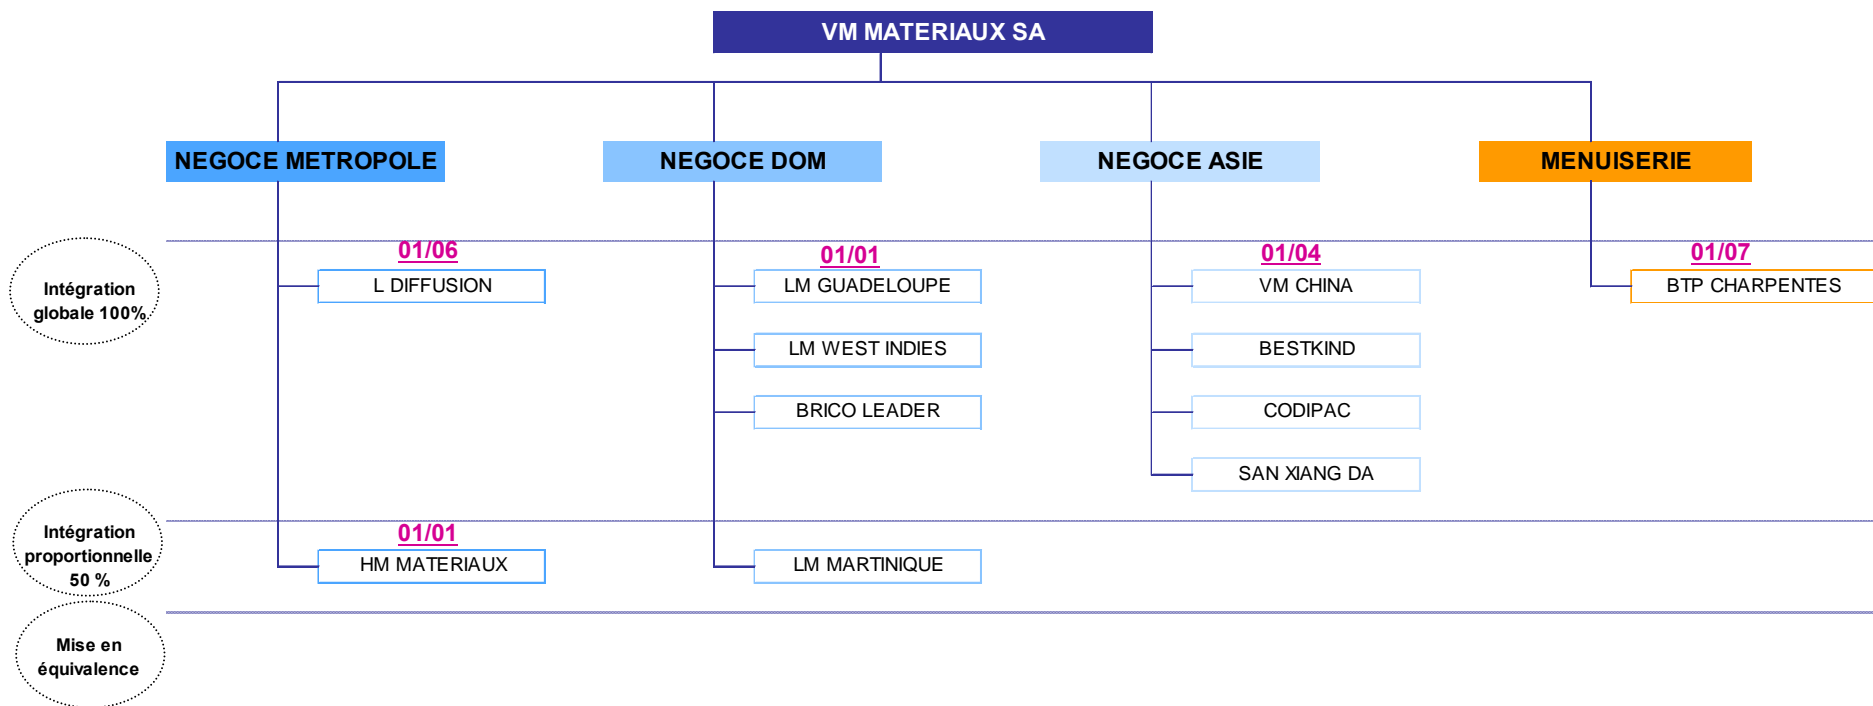 VM MATERIAUX SA
NEGOCE METROPOLE
NEGOCE DOM
NEGOCE ASIE
MENUISERIE
Intégration
globale 100%
01/06
01/01
01/04
01/07
L DIFFUSION
LM GUADELOUPE
VM CHINA
BTP CHARPENTES
LM WEST INDIES
BESTKIND
BRICO LEADER
CODIPAC
SAN XIANG DA
Intégration
proportionnelle
50 %
01/01
HM MATERIAUX
LM MARTINIQUE
Mise en
équivalence